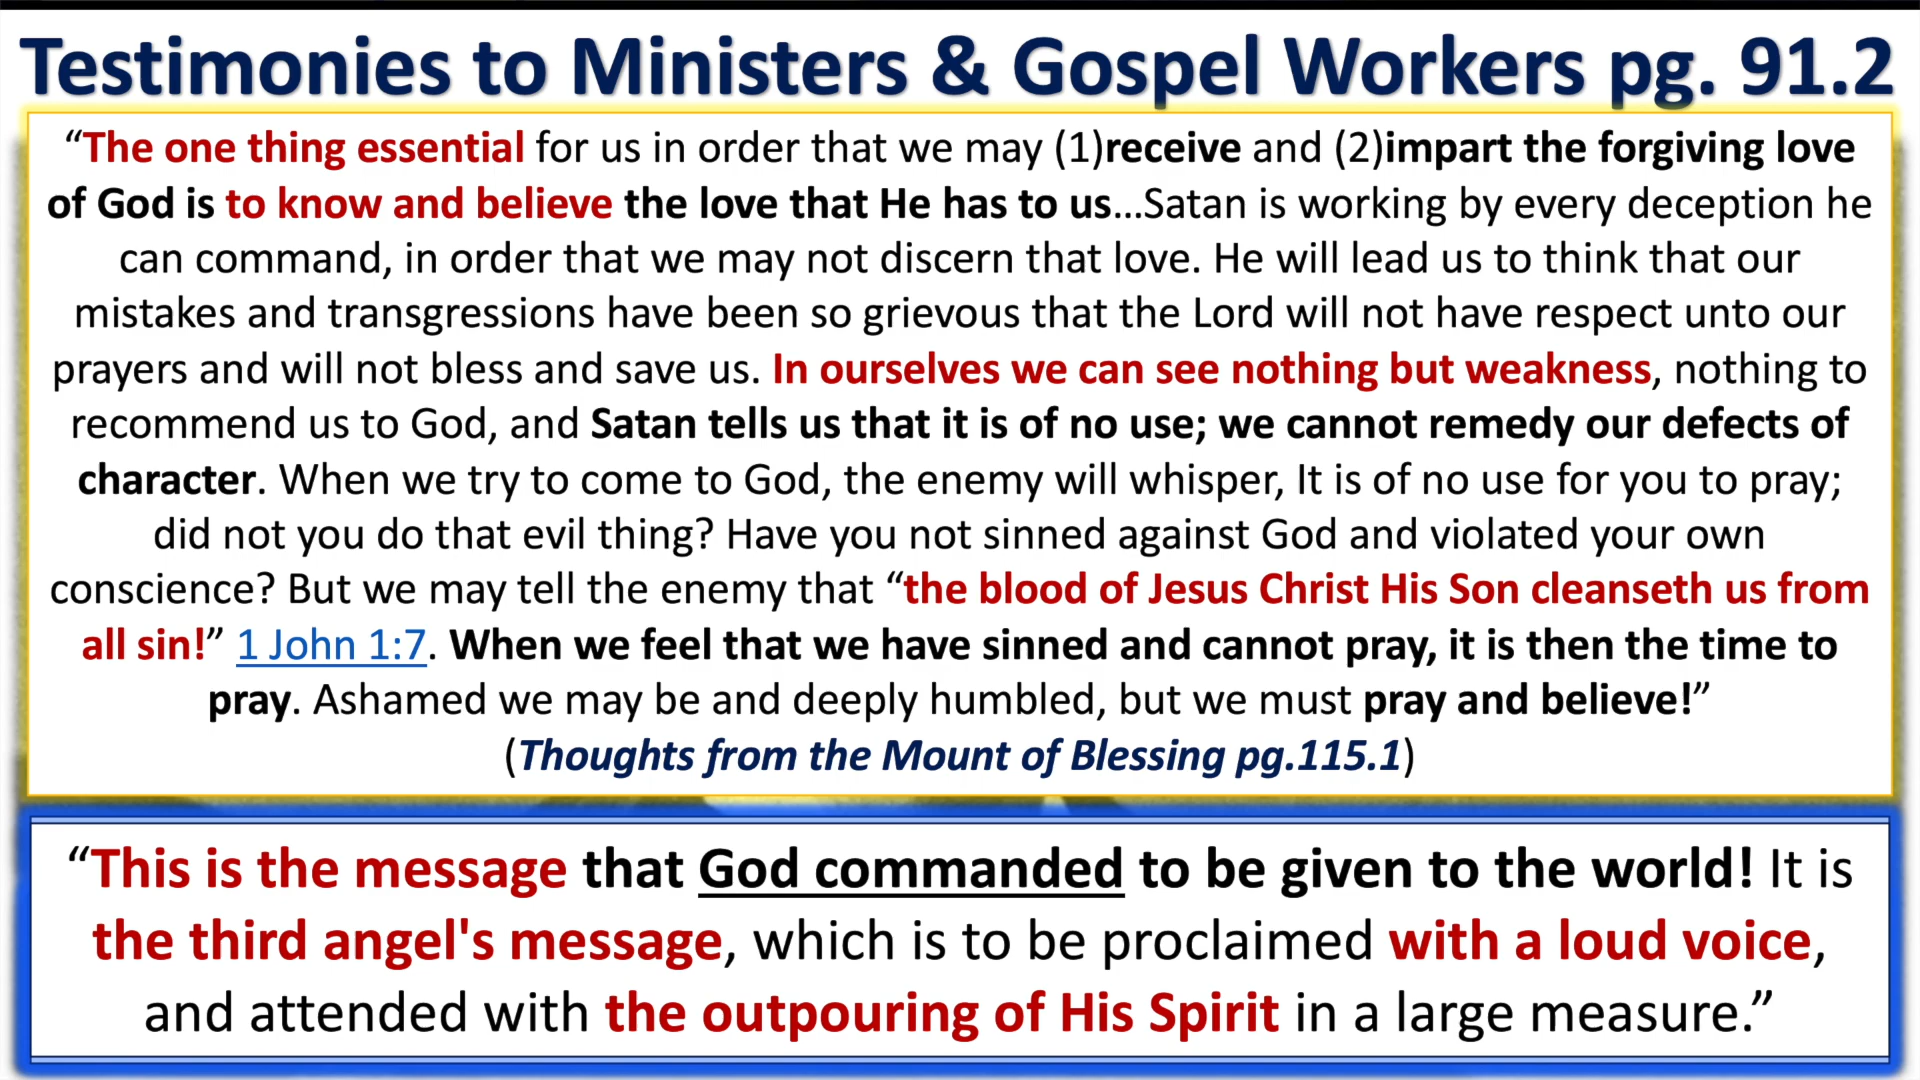 Testimonies to Ministers & Gospel Workers pg. 91.2
“The one thing essential for us in order that we may (1)receive and (2)impart the forgiving love
of God is to know and believe the love that He has to us…Satan is working by every deception he
can command, in order that we may not discern that love. He will lead us to think that our
mistakes and transgressions have been so grievous that the Lord will not have respect unto our
prayers and will not bless and save us. In ourselves we can see nothing but weakness, nothing to
recommend us to God, and Satan tells us that it is of no use; we cannot remedy our defects of
character. When we try to come to God, the enemy will whisper, It is of no use for you to pray;
did not you do that evil thing? Have you not sinned against God and violated your own
conscience? But we may tell the enemy that “the blood of Jesus Christ His Son cleanseth us from
all sin!” 1 John 1:7. When we feel that we have sinned and cannot pray, it is then the time to
pray. Ashamed we may be and deeply humbled, but we must pray and believe!”
(Thoughts from the Mount of Blessing pg.115.1)
“This is the message that God commanded to be given to the world! It is
the third angel's message, which is to be proclaimed with a loud voice,
and attended with the outpouring of His Spirit in a large measure.”